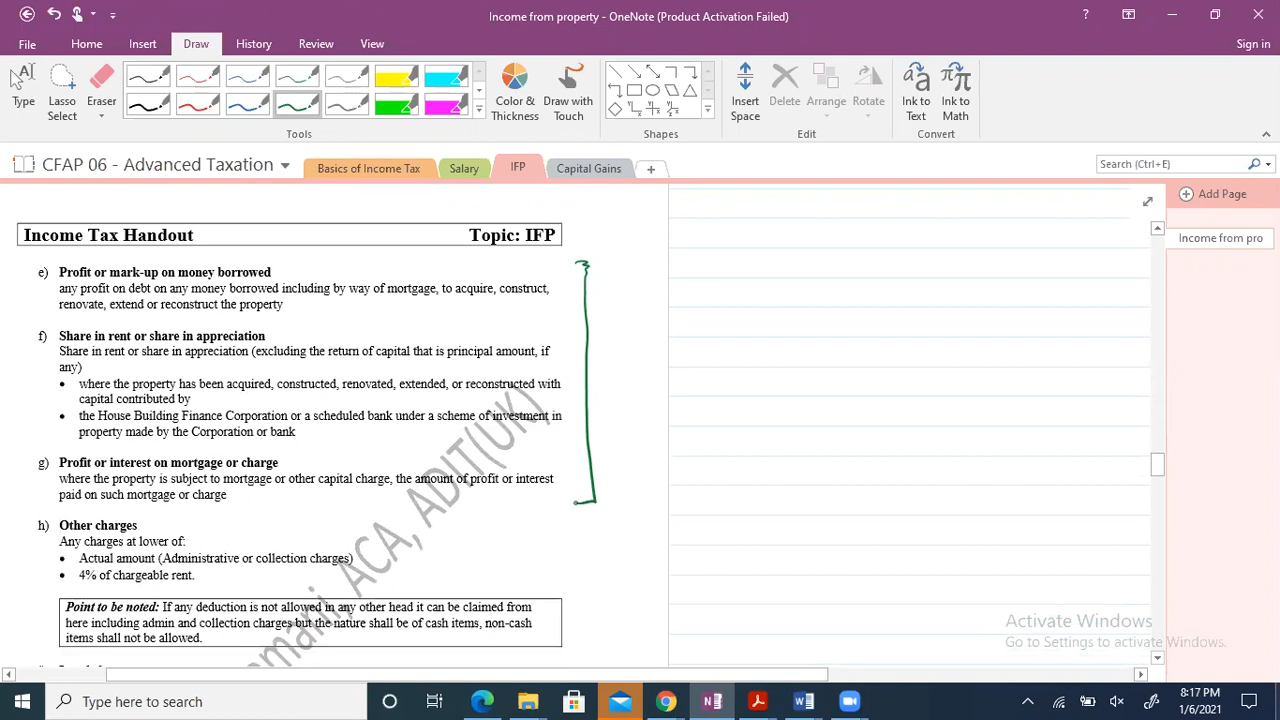 Income from property - OneNote (Product Activation Failed)
File Home Insert Draw History Review View Sign in
Type
Lasso Select
Eraser
Color & Thickness
Draw with Touch
Insert Space
Delete
Arrange
Rotate
Ink to Text
Ink to Math
Tools Shapes Edit Convert
CFAP 06 - Advanced Taxation Basics of Income Tax Salary IFP Capital Gains Search (Ctrl+E)
Add Page
Income from pro
Income Tax Handout Topic: IFP
e) Profit or mark-up on money borrowed
any profit on debt on any money borrowed including by way of mortgage, to acquire, construct,
renovate, extend or reconstruct the property
f) Share in rent or share in appreciation
Share in rent or share in appreciation (excluding the return of capital that is principal amount, if
any)
• where the property has been acquired, constructed, renovated, extended, or reconstructed with
capital contributed by
• the House Building Finance Corporation or a scheduled bank under a scheme of investment in
property made by the Corporation or bank
g) Profit or interest on mortgage or charge
where the property is subject to mortgage or other capital charge, the amount of profit or interest
paid on such mortgage or charge
h) Other charges
Any charges at lower of:
• Actual amount (Administrative or collection charges)
• 4% of chargeable rent.
Point to be noted: If any deduction is not allowed in any other head it can be claimed from
here including admin and collection charges but the nature shall be of cash items, non-cash
items shall not be allowed.
ACA, ADIT(UK)
Activate Windows
Go to Settings to activate Windows.
Type here to search
8:17 PM
1/6/2021